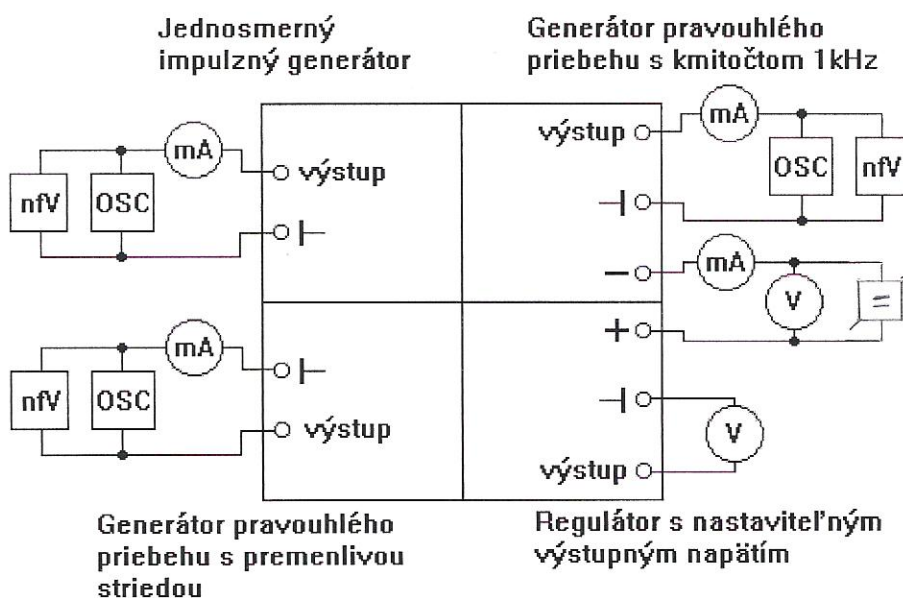 Jednosmerný
impulzný generátor
Generátor pravouhlého
priebehu s kmitočtom 1kHz
mA
výstup
nfV
OSC
výstup
mA
OSC
nfV
−
mA
V
=
+
mA
nfV
OSC
výstup
V
výstup
Generátor pravouhlého
priebehu s premenlivou
striedou
Regulátor s nastaviteľným
výstupným napätím